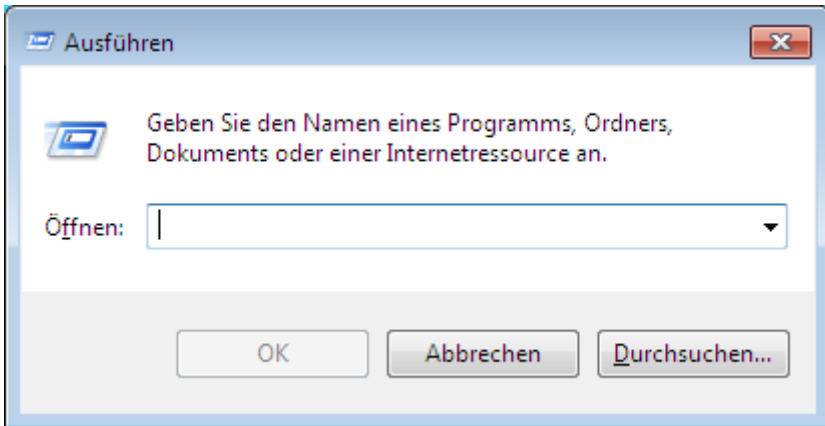 Ausführen
Geben Sie den Namen eines Programms, Ordners,
Dokuments oder einer Internetressource an.
Öffnen:
OK
Abbrechen
Durchsuchen...